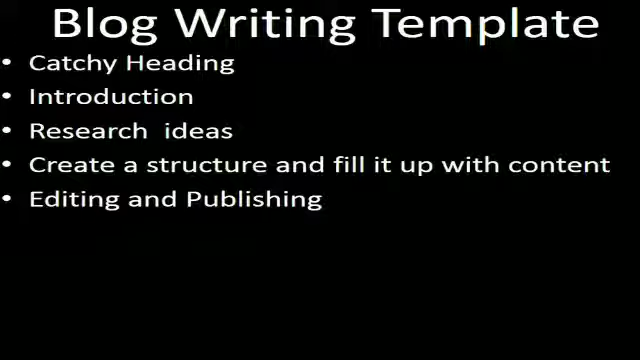 Blog Writing Template
• Catchy Heading
• Introduction
• Research ideas
• Create a structure and fill it up with content
• Editing and Publishing